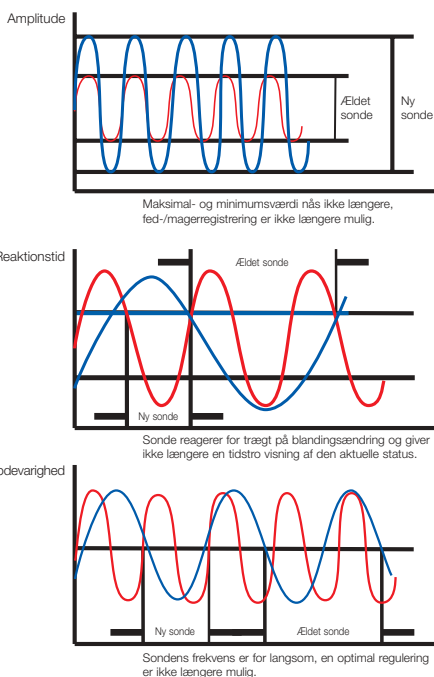 Amplitude
Ældet
sonde
Ny
sonde
Maksimal- og minimumsværdi nås ikke længere,
fed-/magerregistrering er ikke længere mulig.
Reaktionstid
Ældet sonde
Ny sonde
Sonde reagerer for trægt på blandingsændring og giver
ikke længere en tidstro visning af den aktuelle status.
Ny sonde
Ældet sonde
Sondens frekvens er for langsom, en optimal regulering
er ikke længere mulig.